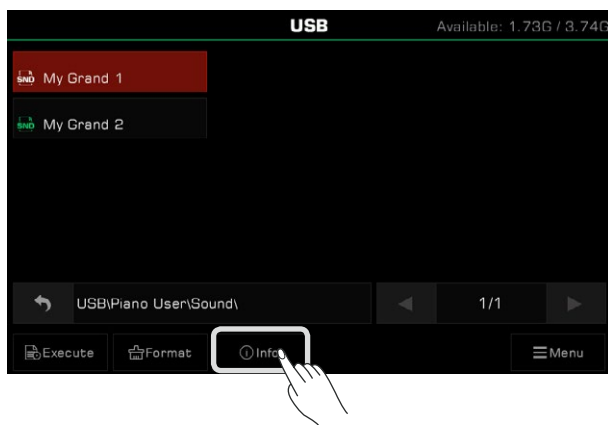 USB
Available: 1.73G / 3.74G
SND My Grand 1
SND My Grand 2
USB\Piano User\Sound\
1/1
Execute
Format
Info
Menu